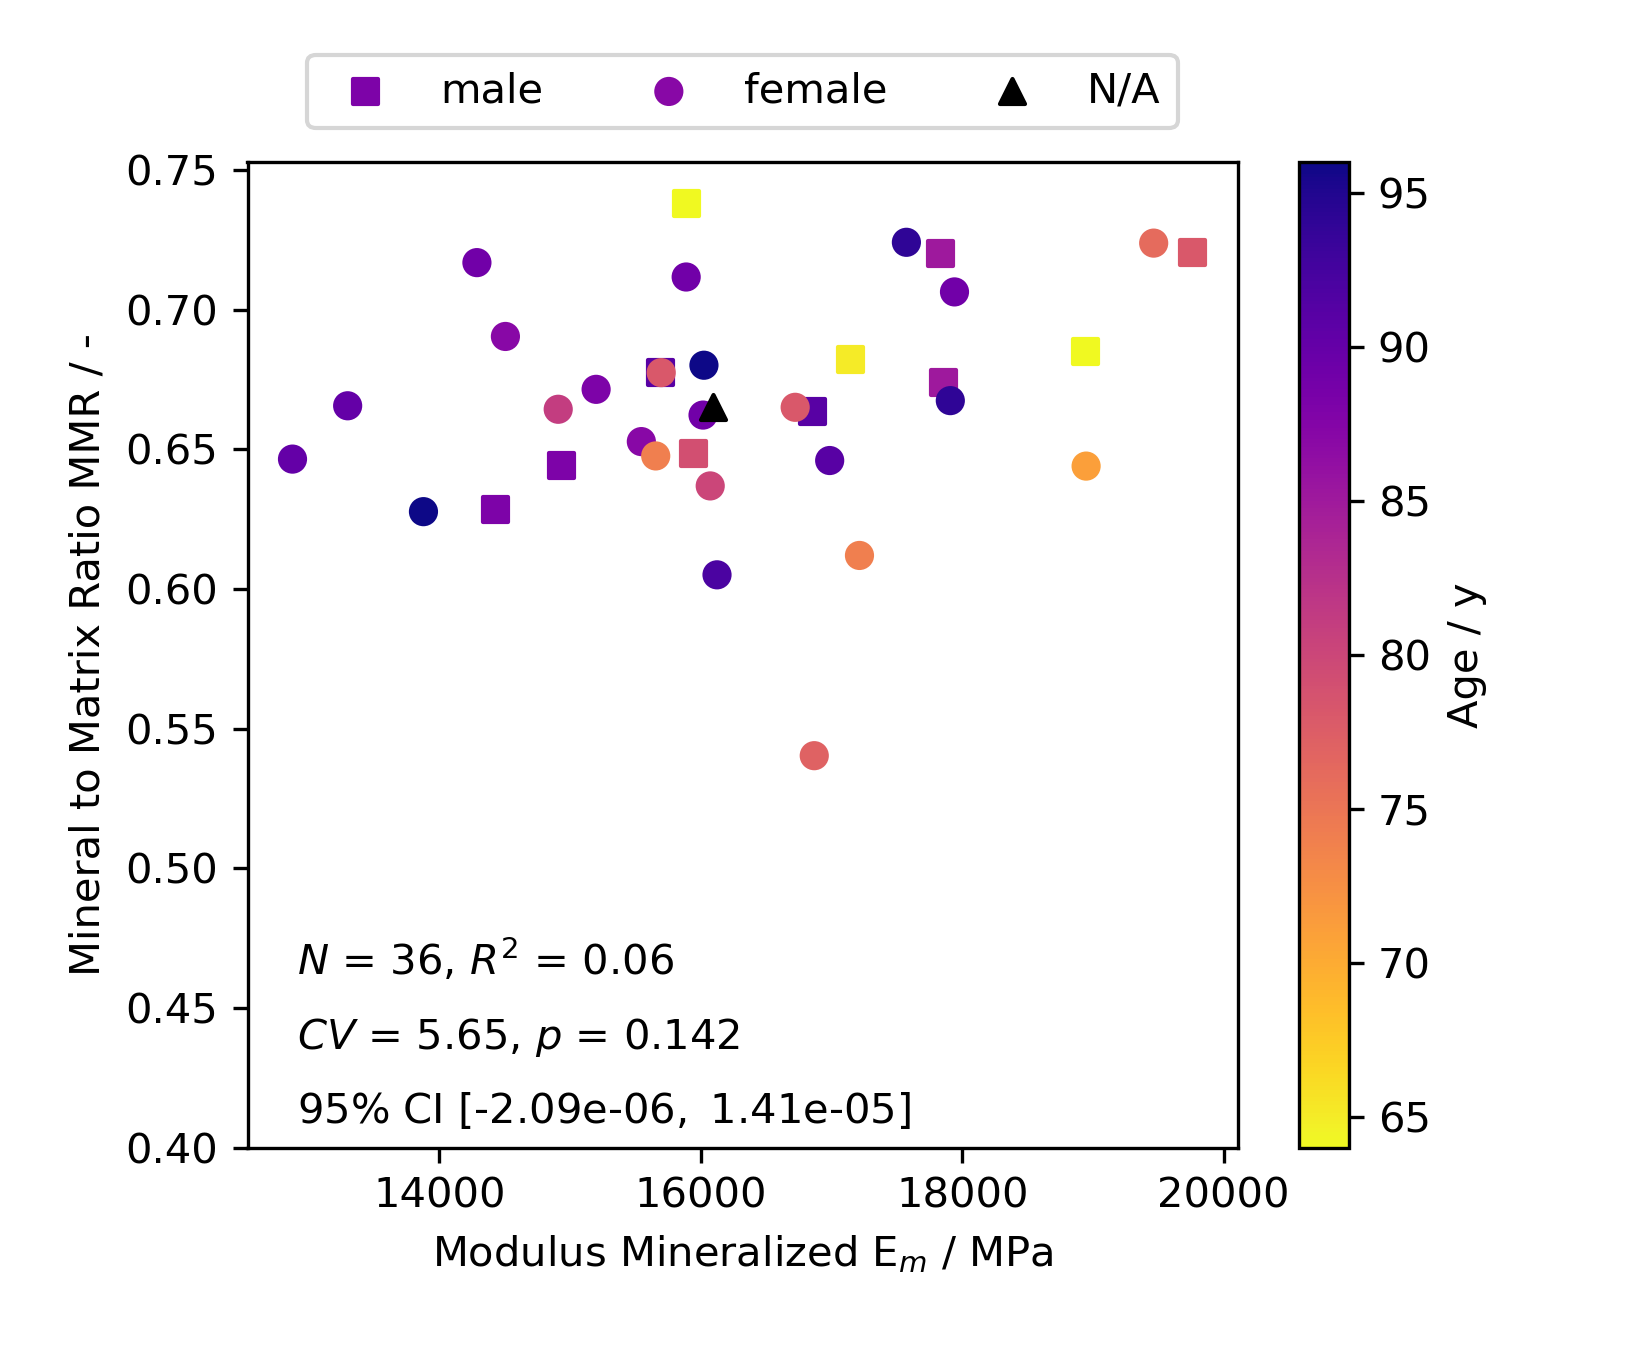 male female N/A
0.75
0.70
0.65
0.60
0.55
0.50
0.45
0.40
Mineral to Matrix Ratio MMR / -
N = 36, R² = 0.06
CV = 5.65, p = 0.142
95% CI [-2.09e-06, 1.41e-05]
14000 16000 18000 20000
Modulus Mineralized Eₘ / MPa
95
90
85
80
75
70
65
Age / y